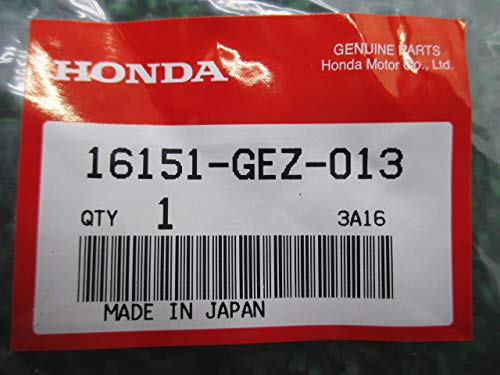 HONDA
GENUINE PARTS
Honda Motor Co., Ltd.
16151-GEZ-013
QTY 1 3A16
MADE IN JAPAN